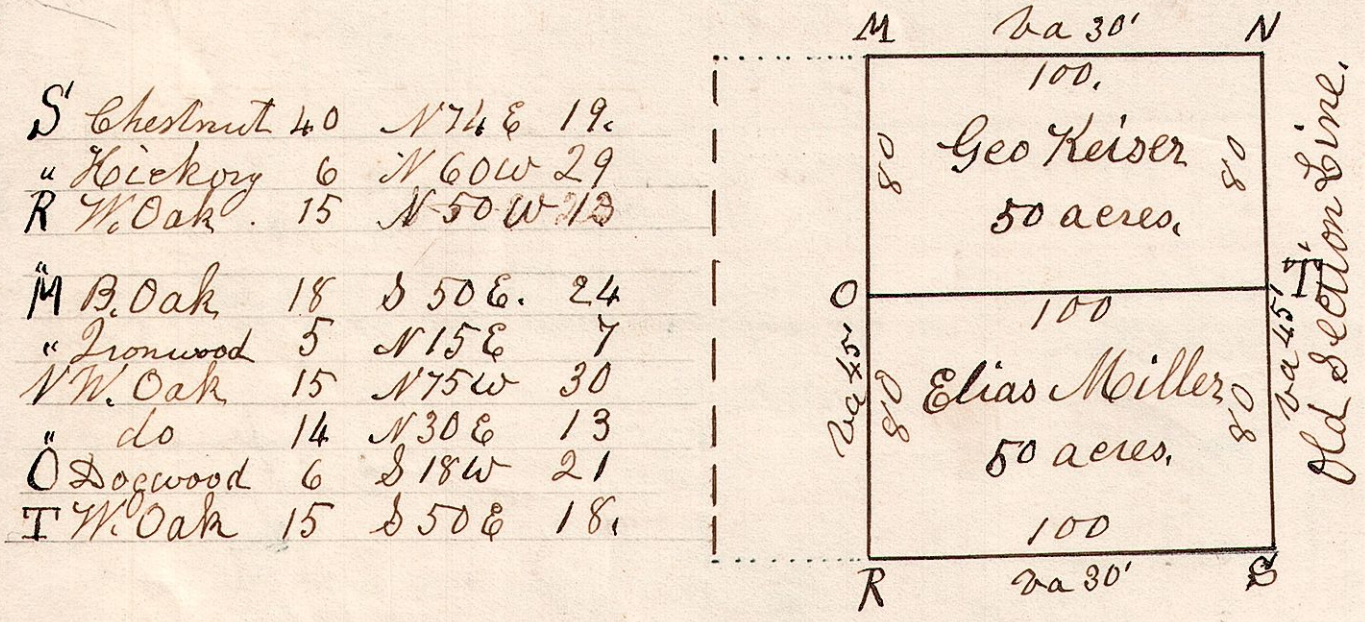 S Chestnut 40 N74E 19.
" Hickory 6 N60W 29
R W. Oak . 15 N50W 23
"
M B. Oak 18 S50E. 24
" Ironwood 5 N15E 7
N W. Oak 15 N75W 30
" do 14 N30E 13
O Dogwood 6 S18W 21
T W. Oak 15 S50E 18.
M va 30' N
100.
80 Geo Keiser 80
50 acres.
O T
100
va 45' 80 Elias Miller 80 va 45'
50 acres.
100
R va 30' S
Old Section Line.